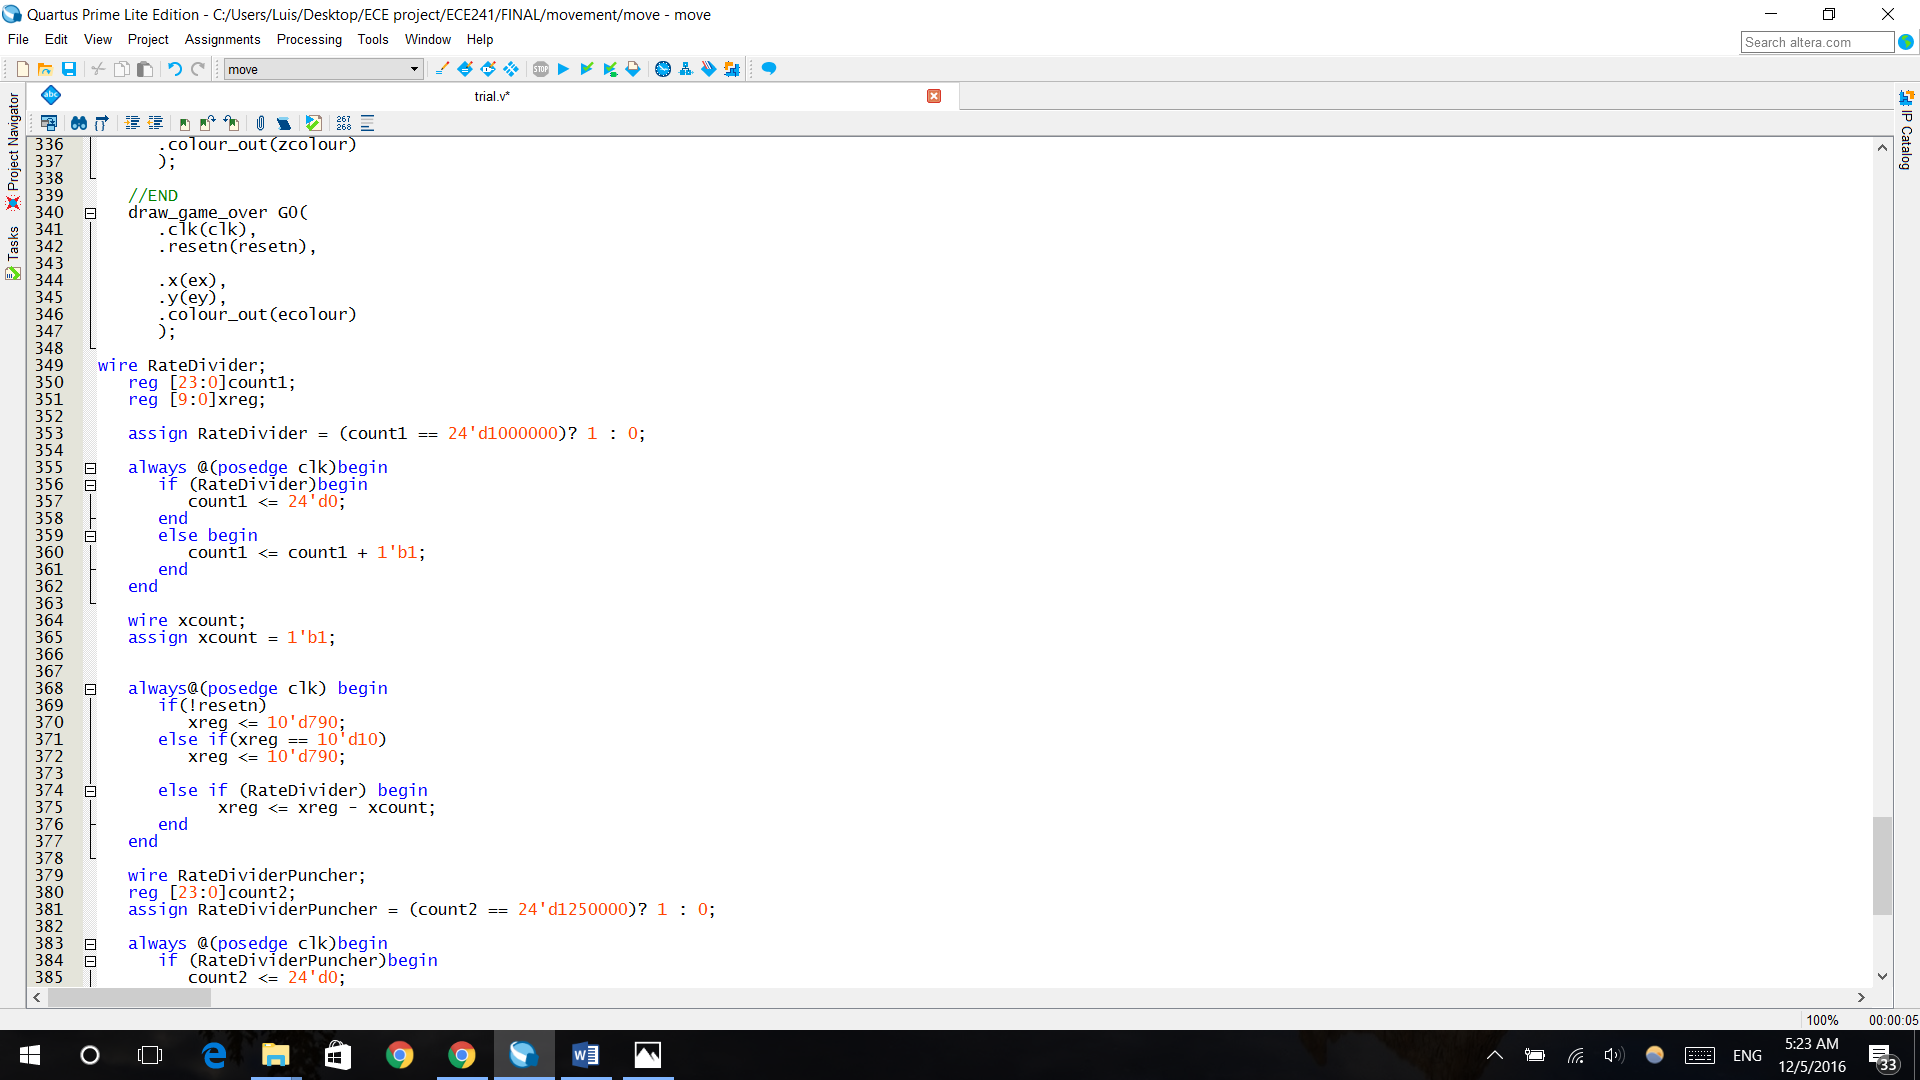 Quartus Prime Lite Edition - C:/Users/Luis/Desktop/ECE project/ECE241/FINAL/movement/move - move
File Edit View Project Assignments Processing Tools Window Help
Search altera.com
move
STOP
abc
trial.v*
267
268
Project Navigator
Tasks
IP Catalog
336 .colour_out(zcolour)
337 );
338
339 //END
340 draw_game_over GO(
341 .clk(clk),
342 .resetn(resetn),
343
344 .x(ex),
345 .y(ey),
346 .colour_out(ecolour)
347 );
348
349 wire RateDivider;
350 reg [23:0]count1;
351 reg [9:0]xreg;
352
353 assign RateDivider = (count1 == 24'd1000000)? 1 : 0;
354
355 always @(posedge clk)begin
356 if (RateDivider)begin
357 count1 <= 24'd0;
358 end
359 else begin
360 count1 <= count1 + 1'b1;
361 end
362 end
363
364 wire xcount;
365 assign xcount = 1'b1;
366
367
368 always@(posedge clk) begin
369 if(!resetn)
370 xreg <= 10'd790;
371 else if(xreg == 10'd10)
372 xreg <= 10'd790;
373
374 else if (RateDivider) begin
375 xreg <= xreg - xcount;
376 end
377 end
378
379 wire RateDividerPuncher;
380 reg [23:0]count2;
381 assign RateDividerPuncher = (count2 == 24'd1250000)? 1 : 0;
382
383 always @(posedge clk)begin
384 if (RateDividerPuncher)begin
385 count2 <= 24'd0;
100% 00:00:05
ENG
5:23 AM
12/5/2016
33